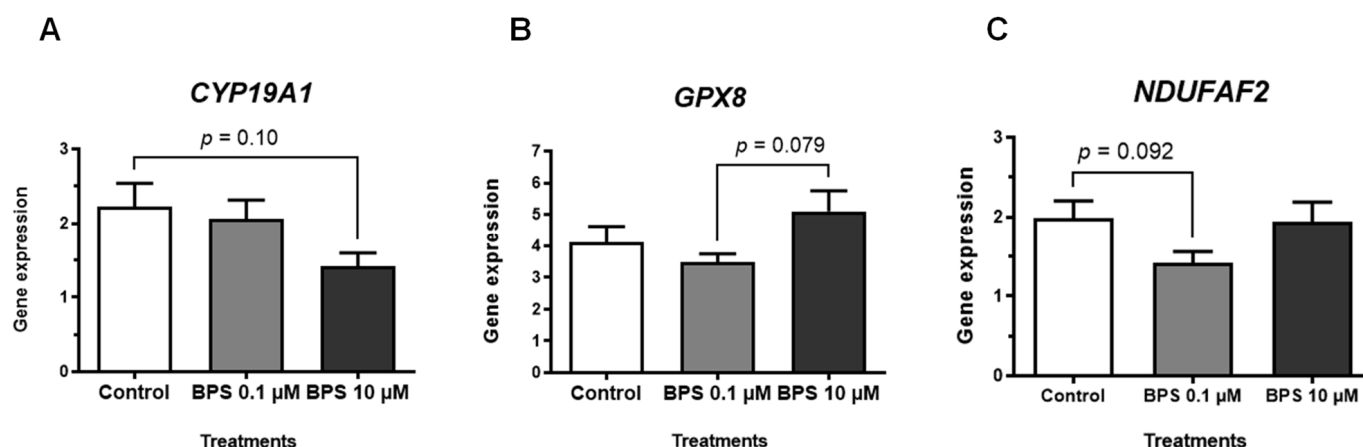 A
CYP19A1
p = 0.10
Gene expression
3
2
1
0
Control BPS 0.1 µM BPS 10 µM
Treatments
B
GPX8
p = 0.079
Gene expression
7
6
5
4
3
2
1
0
Control BPS 0.1 µM BPS 10 µM
Treatments
C
NDUFAF2
p = 0.092
Gene expression
3
2
1
0
Control BPS 0.1 µM BPS 10 µM
Treatments